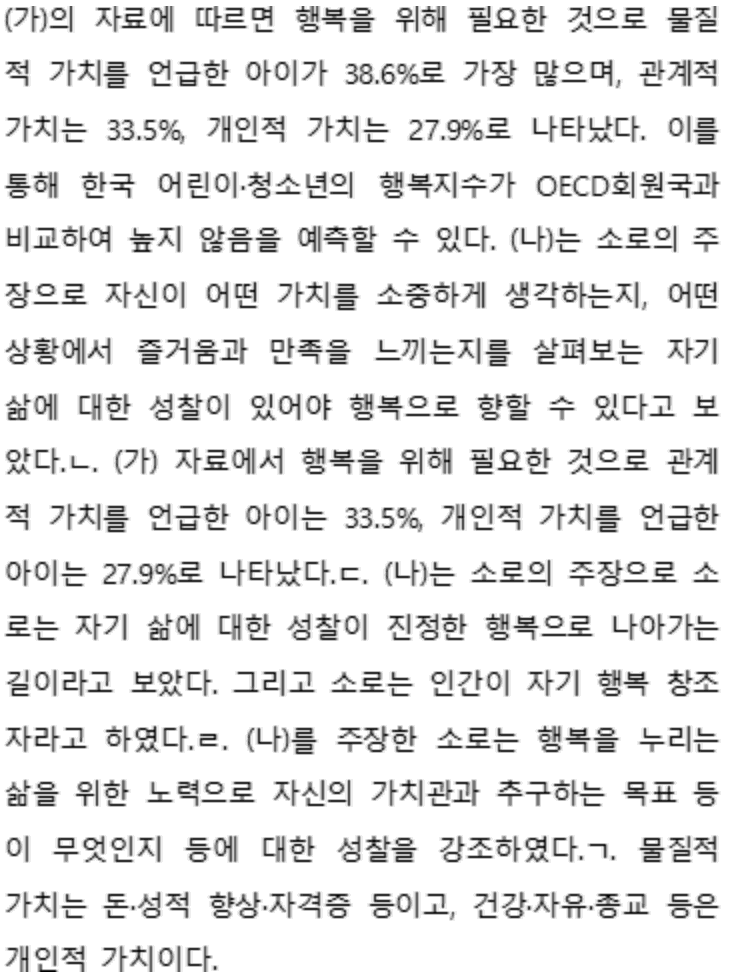 (가)의 자료에 따르면 행복을 위해 필요한 것으로 물질
적 가치를 언급한 아이가 38.6%로 가장 많으며, 관계적
가치는 33.5%, 개인적 가치는 27.9%로 나타났다. 이를
통해 한국 어린이·청소년의 행복지수가 OECD회원국과
비교하여 높지 않음을 예측할 수 있다. (나)는 소로의 주
장으로 자신이 어떤 가치를 소중하게 생각하는지, 어떤
상황에서 즐거움과 만족을 느끼는지를 살펴보는 자기
삶에 대한 성찰이 있어야 행복으로 향할 수 있다고 보
았다.ㄴ. (가) 자료에서 행복을 위해 필요한 것으로 관계
적 가치를 언급한 아이는 33.5%, 개인적 가치를 언급한
아이는 27.9%로 나타났다.ㄷ. (나)는 소로의 주장으로 소
로는 자기 삶에 대한 성찰이 진정한 행복으로 나아가는
길이라고 보았다. 그리고 소로는 인간이 자기 행복 창조
자라고 하였다.ㄹ. (나)를 주장한 소로는 행복을 누리는
삶을 위한 노력으로 자신의 가치관과 추구하는 목표 등
이 무엇인지 등에 대한 성찰을 강조하였다.ㄱ. 물질적
가치는 돈·성적 향상·자격증 등이고, 건강·자유·종교 등은
개인적 가치이다.